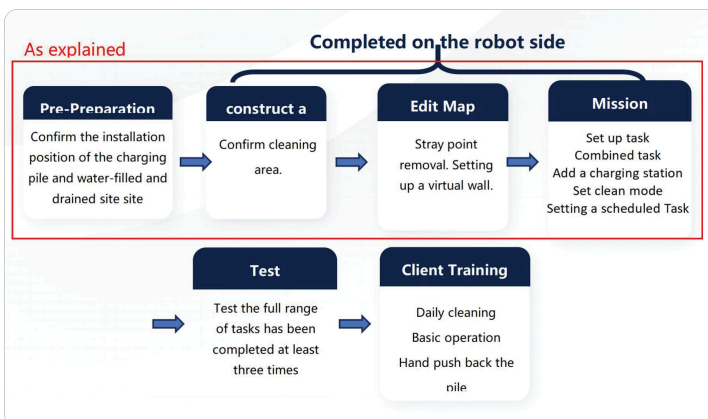 As explained
Completed on the robot side
Pre-Preparation
Confirm the installation
position of the charging
pile and water-filled and
drained site site
construct a
Confirm cleaning
area.
Edit Map
Stray point
removal. Setting
up a virtual wall.
Mission
Set up task
Combined task
Add a charging station
Set clean mode
Setting a scheduled Task
Test
Test the full range
of tasks has been
completed at least
three times
Client Training
Daily cleaning
Basic operation
Hand push back the
pile